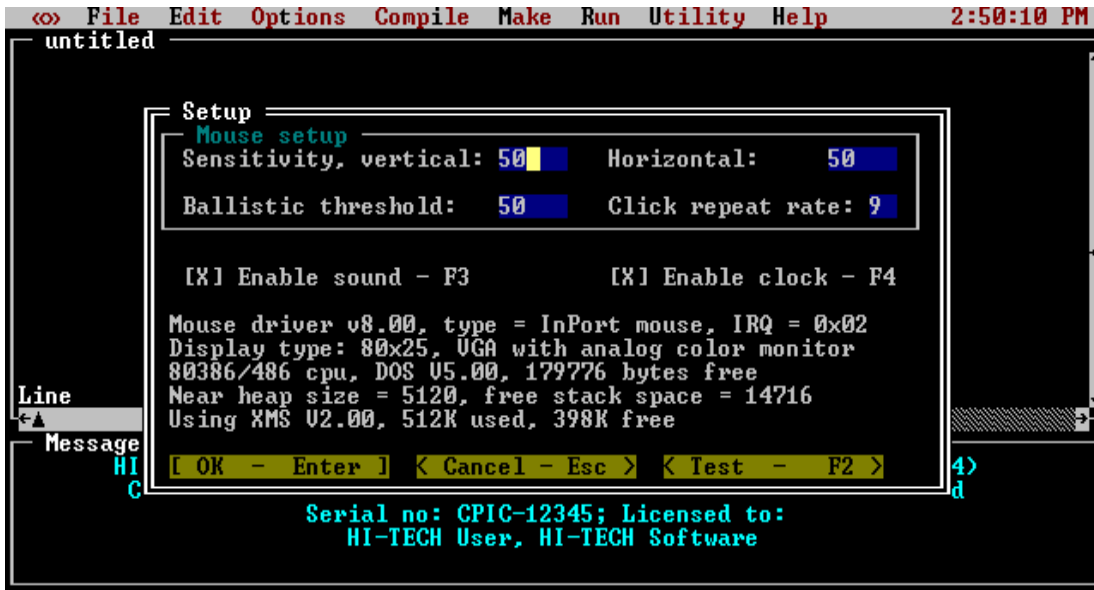 <<>> File Edit Options Compile Make Run Utility Help 2:50:10 PM
untitled
Setup
Mouse setup
Sensitivity, vertical: 50 Horizontal: 50
Ballistic threshold: 50 Click repeat rate: 9
[X] Enable sound - F3 [X] Enable clock - F4
Mouse driver v8.00, type = InPort mouse, IRQ = 0x02
Display type: 80x25, VGA with analog color monitor
80386/486 cpu, DOS V5.00, 179776 bytes free
Line Near heap size = 5120, free stack space = 14716
Using XMS V2.00, 512K used, 398K free
Message
HI [ OK - Enter ] < Cancel - Esc > < Test - F2 > 4)
C d
Serial no: CPIC-12345; Licensed to:
HI-TECH User, HI-TECH Software